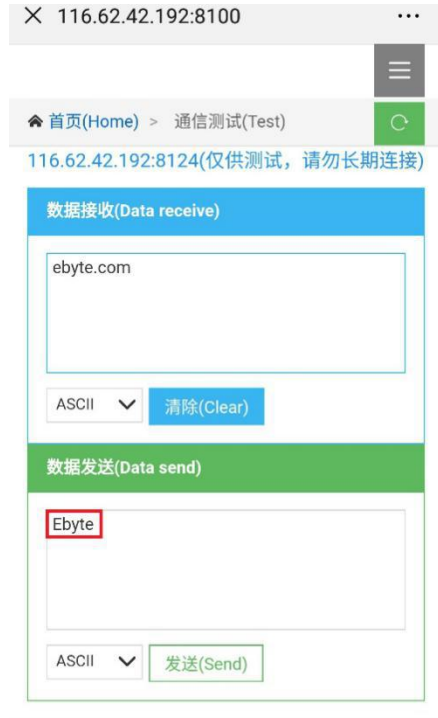 116.62.42.192:8100
首页(Home) > 通信测试(Test)
116.62.42.192:8124(仅供测试，请勿长期连接)
数据接收(Data receive)
ebyte.com
ASCII 清除(Clear)
数据发送(Data send)
Ebyte
ASCII 发送(Send)